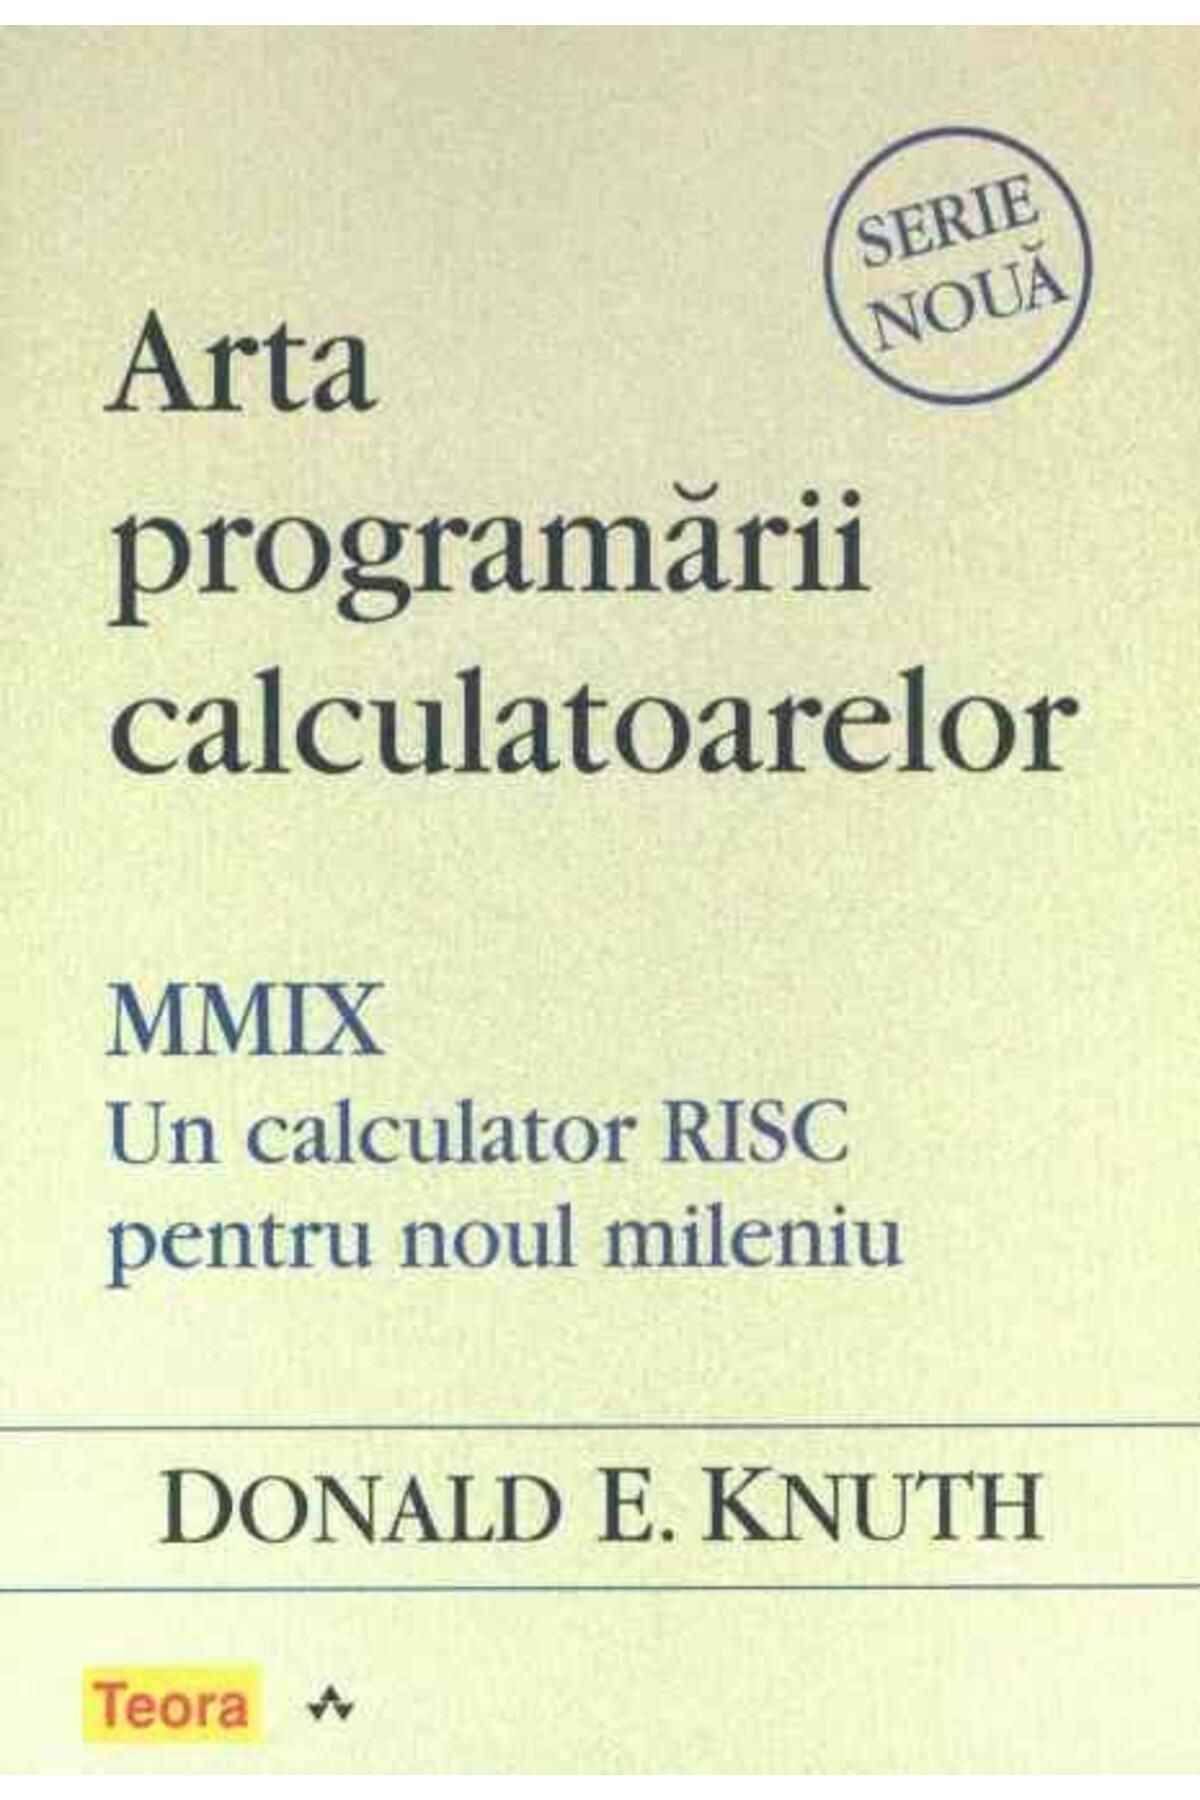 SERIE
NOUĂ
Arta
programării
calculatoarelor
MMIX
Un calculator RISC
pentru noul mileniu
DONALD E. KNUTH
Teora